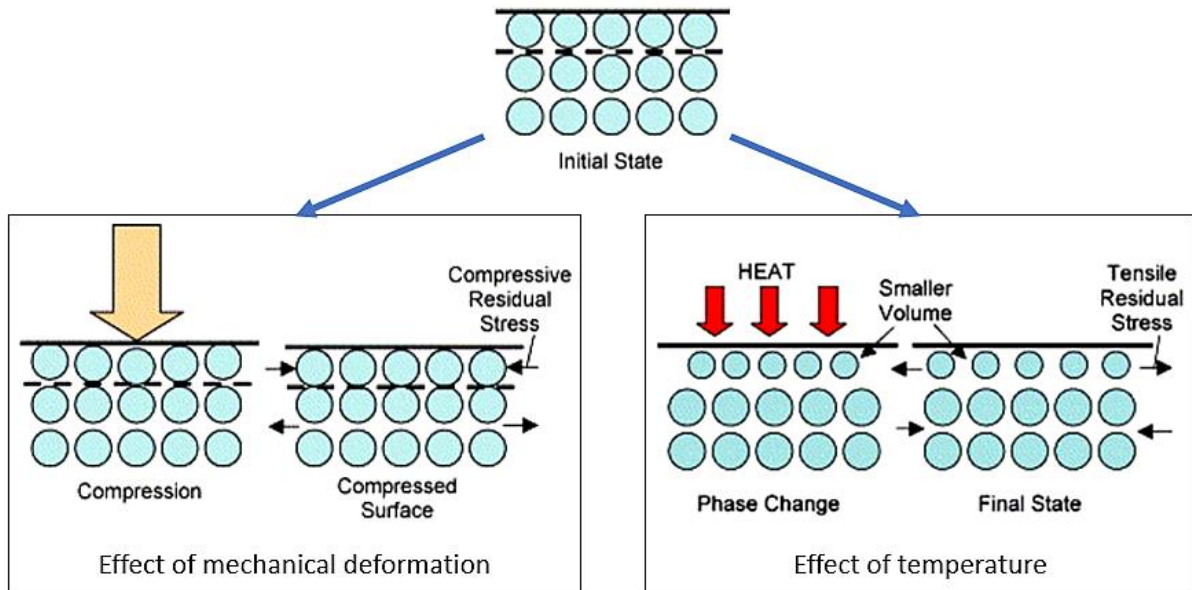 Initial State
Compressive
Residual
Stress
Compression
Compressed
Surface
Effect of mechanical deformation
HEAT
Smaller
Volume
Tensile
Residual
Stress
Phase Change
Final State
Effect of temperature